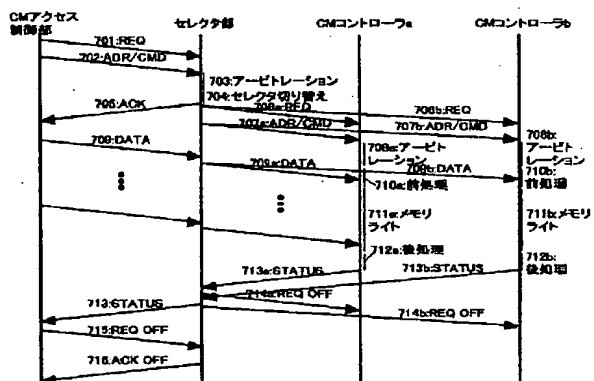 CMアクセス
制御部
セレクタ部
CMコントローラa
CMコントローラb
701:REQ
702:ADR/CMD
703:アービトレーション
704:セレクタ切り替え
705:ACK
706a:REQ
706b:REQ
707a:ADR/CMD
707b:ADR/CMD
708a:アービト
レーション
708b:
アービト
レーション
709:DATA
709a:DATA
709b:DATA
710a:前処理
710b:
前処理
711a:メモリ
ライト
711b:メモリ
ライト
712a:後処理
712b:
後処理
713a:STATUS
713b:STATUS
713:STATUS
714a:REQ OFF
714b:REQ OFF
715:REQ OFF
716:ACK OFF